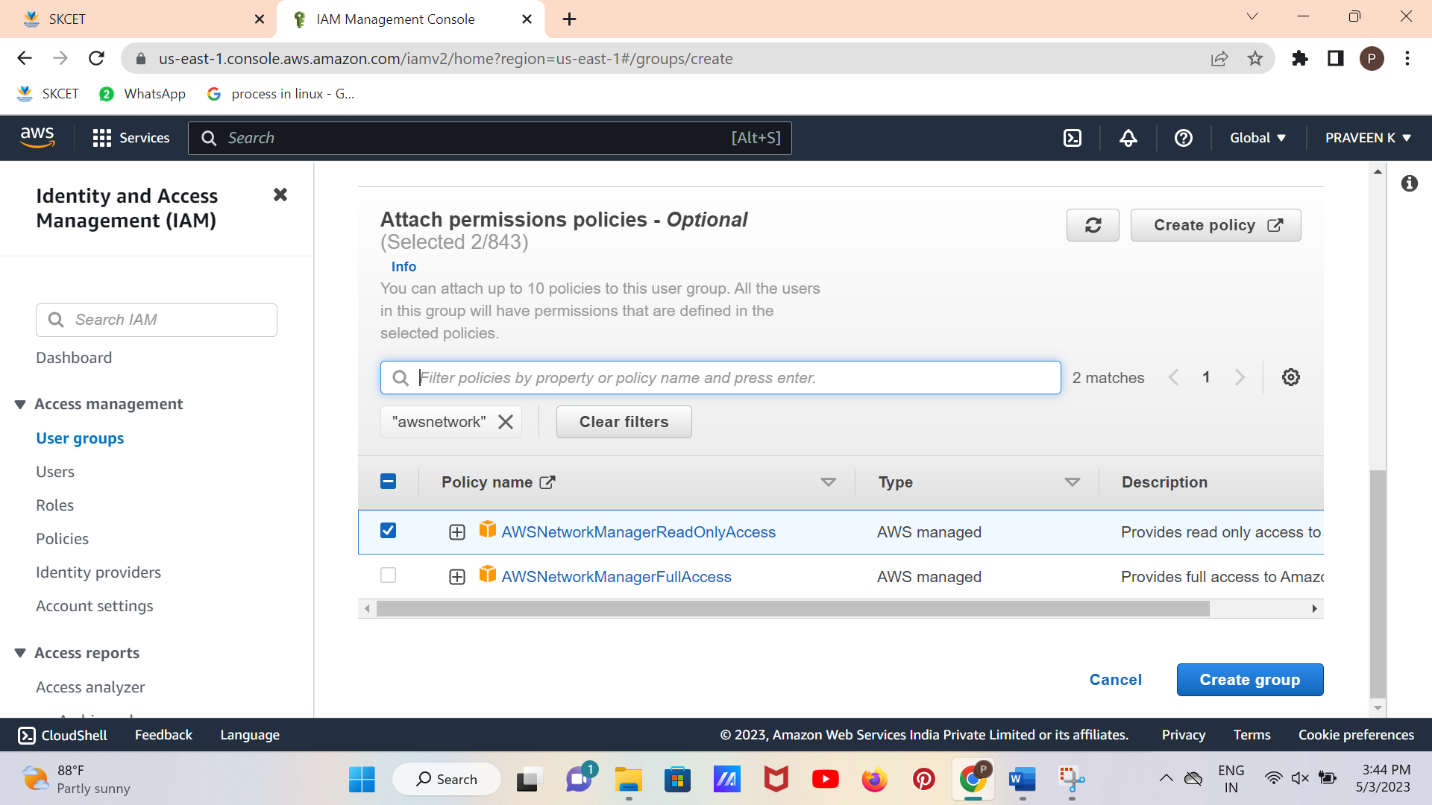 SKCET
IAM Management Console
us-east-1.console.aws.amazon.com/iamv2/home?region=us-east-1#/groups/create
P
SKCET
2
WhatsApp
process in linux - G...
aws
Services
Search
[Alt+S]
Global
PRAVEEN K
Identity and Access
Management (IAM)
Search IAM
Dashboard
Access management
User groups
Users
Roles
Policies
Identity providers
Account settings
Access reports
Access analyzer
Attach permissions policies - Optional
(Selected 2/843)
Info
You can attach up to 10 policies to this user group. All the users
in this group will have permissions that are defined in the
selected policies.
Create policy
Filter policies by property or policy name and press enter.
2 matches
1
"awsnetwork"
Clear filters
Policy name
Type
Description
AWSNetworkManagerReadOnlyAccess
AWS managed
Provides read only access to
AWSNetworkManagerFullAccess
AWS managed
Provides full access to Amazo
Cancel
Create group
CloudShell
Feedback
Language
© 2023, Amazon Web Services India Private Limited or its affiliates.
Privacy
Terms
Cookie preferences
88°F
Partly sunny
Search
1
P
W
ENG
IN
3:44 PM
5/3/2023